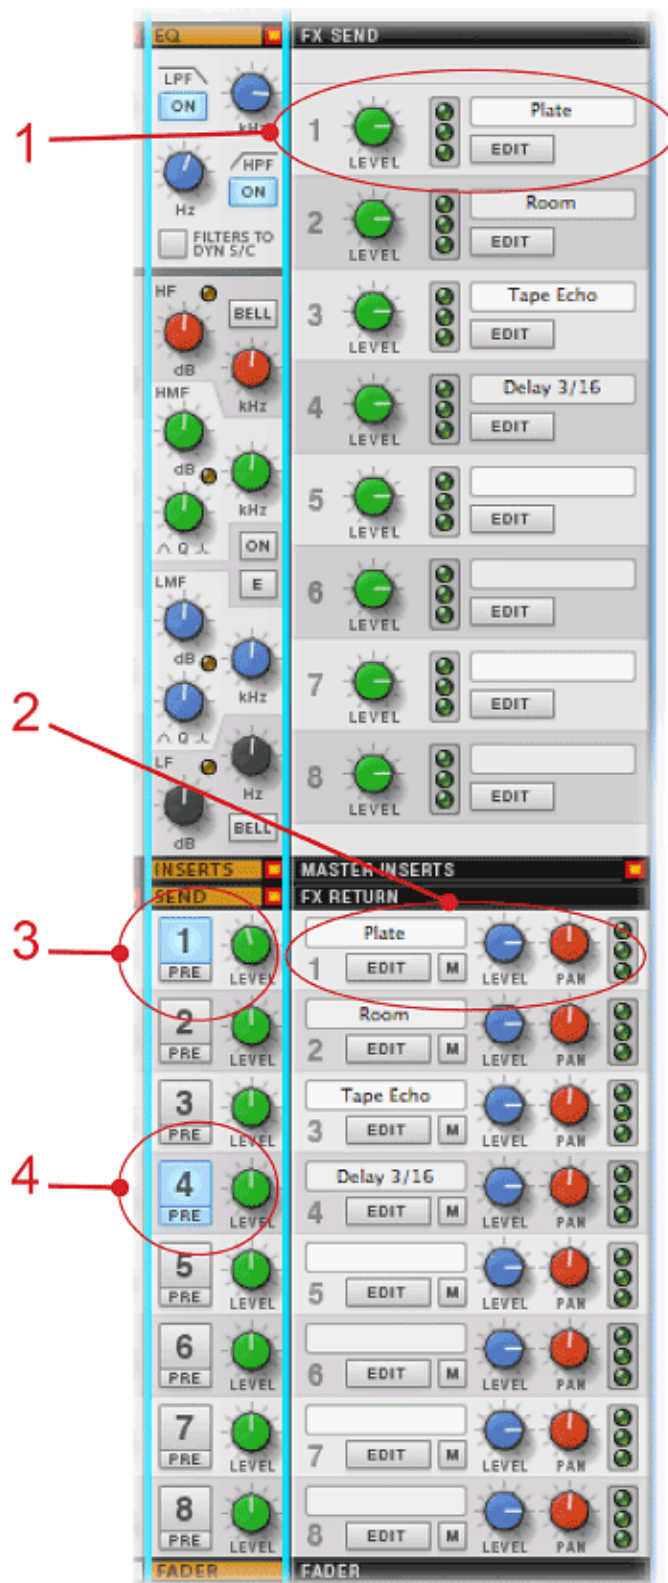 EQ
FX SEND
LPF
ON
kHz
HPF
ON
Hz
FILTERS TO
DYN S/C
1
1
LEVEL
Plate
EDIT
2
LEVEL
Room
EDIT
3
LEVEL
Tape Echo
EDIT
4
LEVEL
Delay 3/16
EDIT
5
LEVEL
EDIT
6
LEVEL
EDIT
7
LEVEL
EDIT
8
LEVEL
EDIT
HF
BELL
dB
kHz
HMF
dB
kHz
Q
ON
E
LMF
dB
kHz
Q
2
LF
Hz
dB
BELL
INSERTS
MASTER INSERTS
SEND
FX RETURN
3
1
PRE
LEVEL
Plate
1
EDIT
M
LEVEL
PAN
2
PRE
LEVEL
Room
2
EDIT
M
LEVEL
PAN
3
PRE
LEVEL
Tape Echo
3
EDIT
M
LEVEL
PAN
4
4
PRE
LEVEL
Delay 3/16
4
EDIT
M
LEVEL
PAN
5
PRE
LEVEL
5
EDIT
M
LEVEL
PAN
6
PRE
LEVEL
6
EDIT
M
LEVEL
PAN
7
PRE
LEVEL
7
EDIT
M
LEVEL
PAN
8
PRE
LEVEL
8
EDIT
M
LEVEL
PAN
FADER
FADER